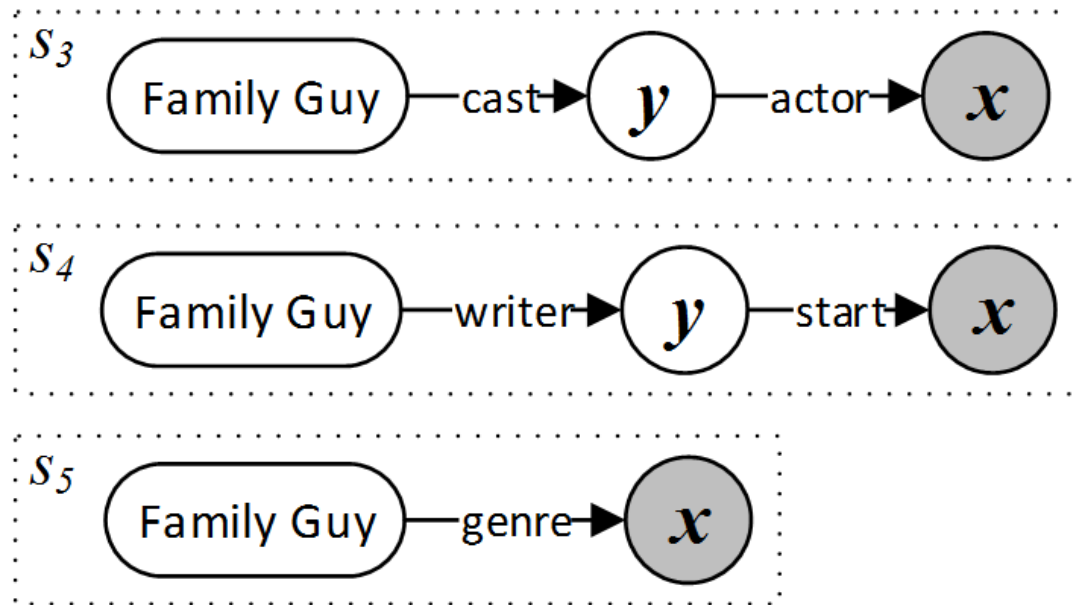 S3
Family Guy cast y actor x
S4
Family Guy writer y start x
S5
Family Guy genre x